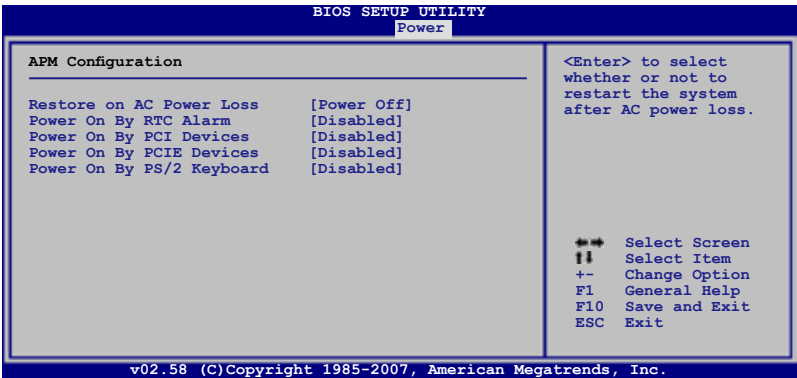 BIOS SETUP UTILITY
Power
APM Configuration
Restore on AC Power Loss [Power Off]
Power On By RTC Alarm [Disabled]
Power On By PCI Devices [Disabled]
Power On By PCIE Devices [Disabled]
Power On By PS/2 Keyboard [Disabled]
<Enter> to select
whether or not to
restart the system
after AC power loss.
Select Screen
Select Item
+- Change Option
F1 General Help
F10 Save and Exit
ESC Exit
v02.58 (C)Copyright 1985-2007, American Megatrends, Inc.